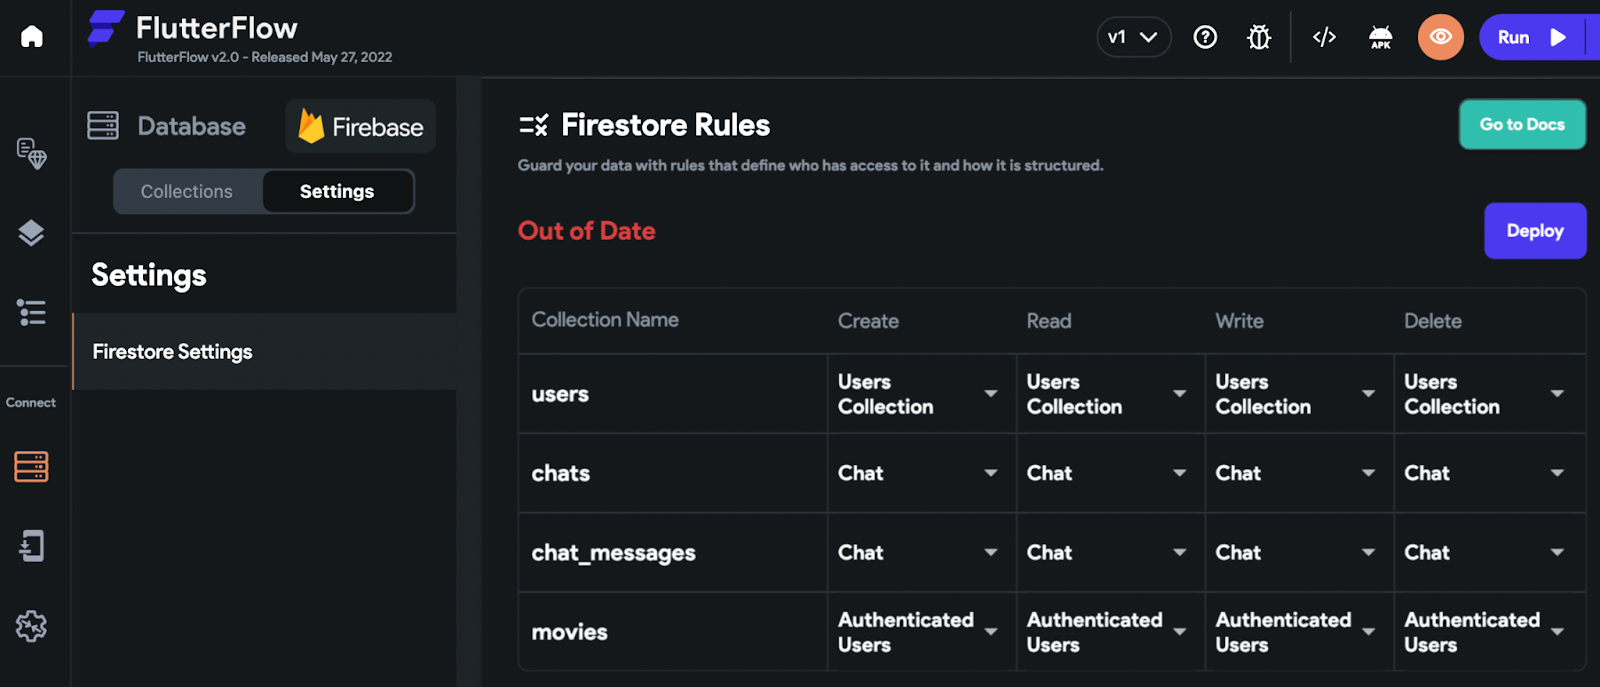 FlutterFlow
FlutterFlow v2.0 - Released May 27, 2022
v1
APK
Run
Database
Firebase
Collections
Settings
Settings
Firestore Settings
Connect
Firestore Rules
Go to Docs
Guard your data with rules that define who has access to it and how it is structured.
Out of Date
Deploy
Collection Name Create Read Write Delete
users Users Collection Users Collection Users Collection Users Collection
chats Chat Chat Chat Chat
chat_messages Chat Chat Chat Chat
movies Authenticated Users Authenticated Users Authenticated Users Authenticated Users